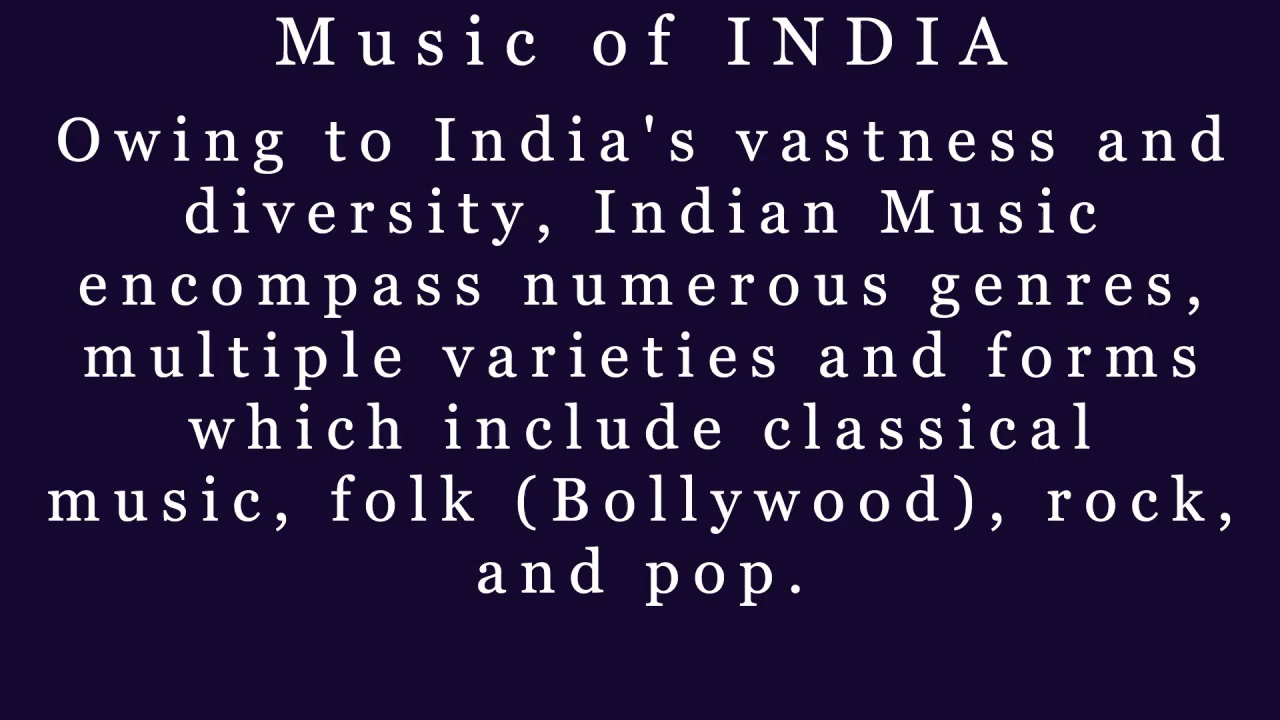 Music of INDIA
Owing to India's vastness and
diversity, Indian Music
encompass numerous genres,
multiple varieties and forms
which include classical
music, folk (Bollywood), rock,
and pop.